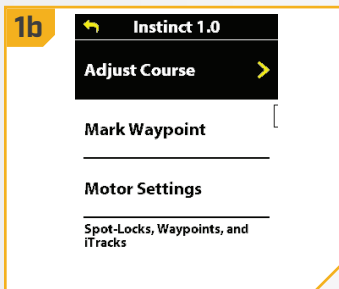 1b
Instinct 1.0
Adjust Course
Mark Waypoint
Motor Settings
Spot-Locks, Waypoints, and
iTracks